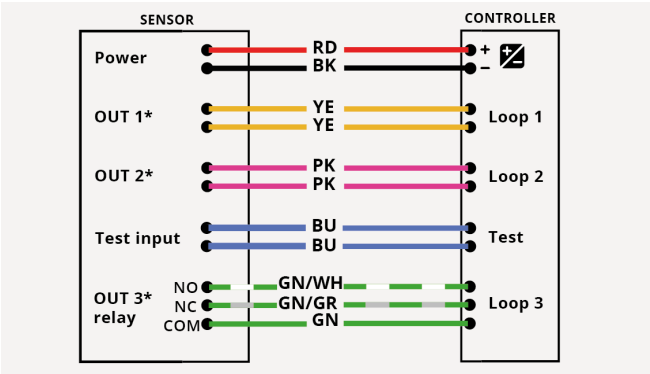 SENSOR
CONTROLLER
Power
RD
BK
+
−
OUT 1*
YE
YE
Loop 1
OUT 2*
PK
PK
Loop 2
Test input
BU
BU
Test
OUT 3*
relay
NO
NC
COM
GN/WH
GN/GR
GN
Loop 3